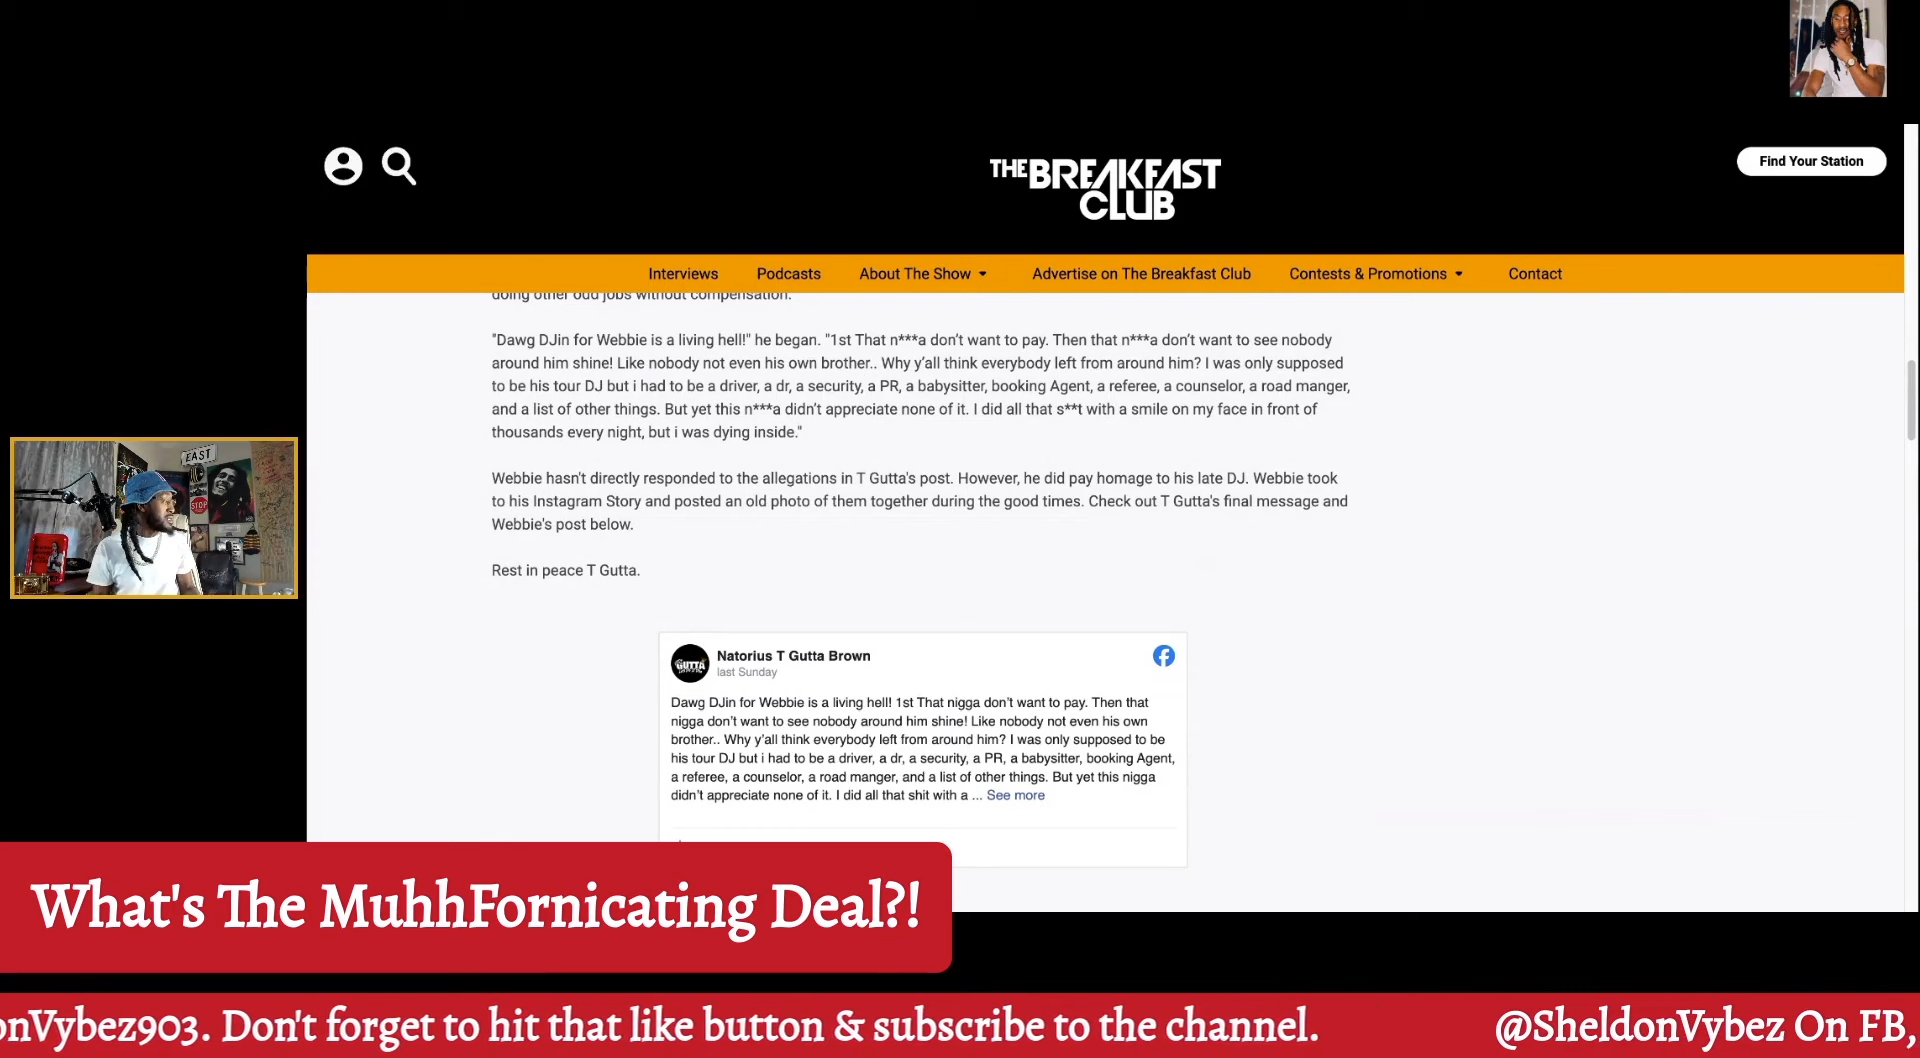 THE BREAKFAST
CLUB
Find Your Station
Interviews
Podcasts
About The Show
Advertise on The Breakfast Club
Contests & Promotions
Contact
doing other odd jobs without compensation.
"Dawg DJin for Webbie is a living hell!" he began. "1st That n***a don’t want to pay. Then that n***a don’t want to see nobody
around him shine! Like nobody not even his own brother.. Why y’all think everybody left from around him? I was only supposed
to be his tour DJ but i had to be a driver, a dr, a security, a PR, a babysitter, booking Agent, a referee, a counselor, a road manger,
and a list of other things. But yet this n***a didn’t appreciate none of it. I did all that s**t with a smile on my face in front of
thousands every night, but i was dying inside."
Webbie hasn't directly responded to the allegations in T Gutta's post. However, he did pay homage to his late DJ. Webbie took
to his Instagram Story and posted an old photo of them together during the good times. Check out T Gutta's final message and
Webbie's post below.
Rest in peace T Gutta.
EAST
STOP
GUTTA
Natorius T Gutta Brown
last Sunday
Dawg DJin for Webbie is a living hell! 1st That nigga don’t want to pay. Then that
nigga don’t want to see nobody around him shine! Like nobody not even his own
brother.. Why y’all think everybody left from around him? I was only supposed to be
his tour DJ but i had to be a driver, a dr, a security, a PR, a babysitter, booking Agent,
a referee, a counselor, a road manger, and a list of other things. But yet this nigga
didn’t appreciate none of it. I did all that shit with a ... See more
What's The MuhhFornicating Deal?!
onVybez903. Don't forget to hit that like button & subscribe to the channel.
@SheldonVybez On FB,